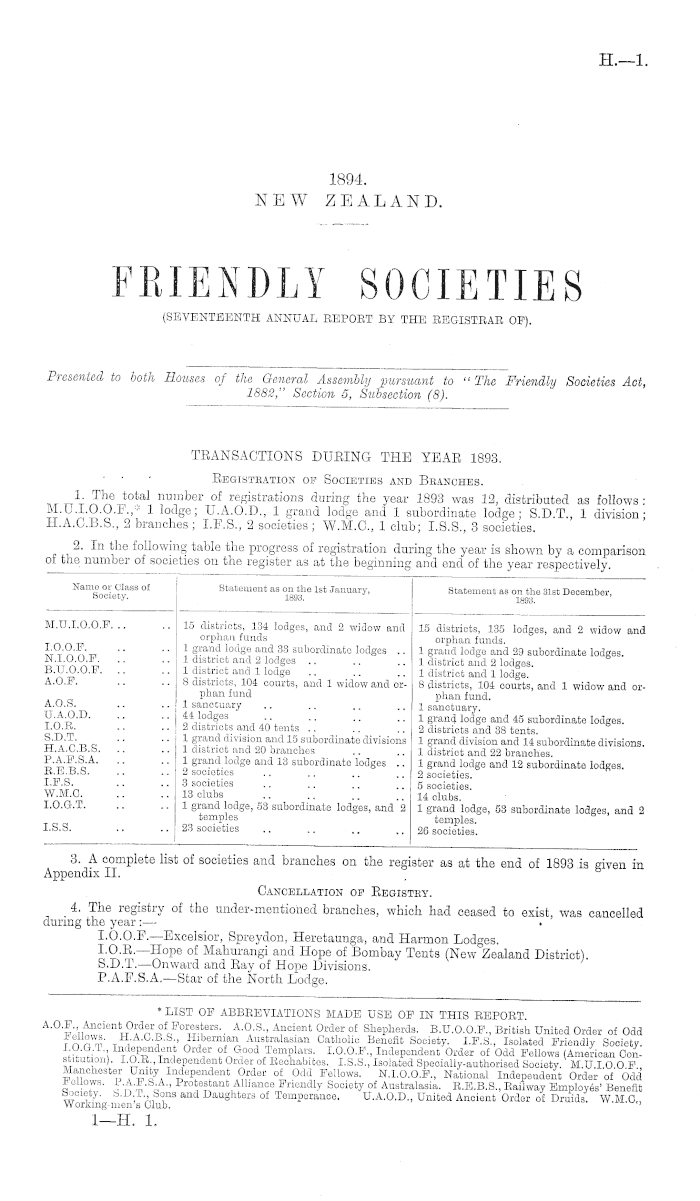 H.—1.
1894.
NEW ZEALAND.
FRIENDLY SOCIETIES
(SEVENTEENTH ANNUAL REPORT BY THE REGISTRAR OF).
Presented to both Houses of the General Assembly pursuant to "The Friendly Societies Act,
1882," Section 5, Subsection (8).
TRANSACTIONS DURING THE YEAR 1893.
REGISTRATION OF SOCIETIES AND BRANCHES.
1. The total number of registrations during the year 1893 was 12, distributed as follows:
M.U.I.O.O.F.,* 1 lodge; U.A.O.D., 1 grand lodge and 1 subordinate lodge; S.D.T., 1 division;
H.A.C.B.S., 2 branches; I.F.S., 2 societies; W.M.C., 1 club; I.S.S., 3 societies.
2. In the following table the progress of registration during the year is shown by a comparison
of the number of societies on the register as at the beginning and end of the year respectively.
Name or Class of Society. | Statement as on the 1st January, 1893. | Statement as on the 31st December, 1893.
M.U.I.O.O.F. .. .. 15 districts, 134 lodges, and 2 widow and 15 districts, 135 lodges, and 2 widow and
orphan funds orphan funds.
I.O.O.F. .. .. 1 grand lodge and 33 subordinate lodges .. 1 grand lodge and 29 subordinate lodges.
N.I.O.O.F. .. .. 1 district and 2 lodges .. .. .. 1 district and 2 lodges.
B.U.O.O.F. .. .. 1 district and 1 lodge .. .. .. 1 district and 1 lodge.
A.O.F. .. .. 8 districts, 104 courts, and 1 widow and or- 8 districts, 104 courts, and 1 widow and or-
phan fund phan fund.
A.O.S. .. .. 1 sanctuary .. .. .. .. 1 sanctuary.
U.A.O.D. .. .. 44 lodges .. .. .. .. 1 grand lodge and 45 subordinate lodges.
I.O.R. .. .. 2 districts and 40 tents .. .. .. 2 districts and 38 tents.
S.D.T. .. .. 1 grand division and 15 subordinate divisions 1 grand division and 14 subordinate divisions.
H.A.C.B.S. .. .. 1 district and 20 branches .. .. 1 district and 22 branches.
P.A.F.S.A. .. .. 1 grand lodge and 13 subordinate lodges .. 1 grand lodge and 12 subordinate lodges.
R.E.B.S. .. .. 2 societies .. .. .. .. 2 societies.
I.F.S. .. .. 3 societies .. .. .. .. 5 societies.
W.M.C. .. .. 13 clubs .. .. .. .. 14 clubs.
I.O.G.T. .. .. 1 grand lodge, 53 subordinate lodges, and 2 1 grand lodge, 53 subordinate lodges, and 2
temples temples.
I.S.S. .. .. 23 societies .. .. .. .. 26 societies.
3. A complete list of societies and branches on the register as at the end of 1893 is given in
Appendix II.
CANCELLATION OF REGISTRY.
4. The registry of the under-mentioned branches, which had ceased to exist, was cancelled
during the year:—
I.O.O.F.—Excelsior, Spreydon, Heretaunga, and Harmon Lodges.
I.O.R.—Hope of Mahurangi and Hope of Bombay Tents (New Zealand District).
S.D.T.—Onward and Ray of Hope Divisions.
P.A.F.S.A.—Star of the North Lodge.
* LIST OF ABBREVIATIONS MADE USE OF IN THIS REPORT.
A.O.F., Ancient Order of Foresters. A.O.S., Ancient Order of Shepherds. B.U.O.O.F., British United Order of Odd
Fellows. H.A.C.B.S., Hibernian Australasian Catholic Benefit Society. I.F.S., Isolated Friendly Society.
I.O.G.T., Independent Order of Good Templars. I.O.O.F., Independent Order of Odd Fellows (American Con-
stitution). I.O.R., Independent Order of Rechabites. I.S.S., Isolated Specially-authorised Society. M.U.I.O.O.F.,
Manchester Unity Independent Order of Odd Fellows. N.I.O.O.F., National Independent Order of Odd
Fellows. P.A.F.S.A., Protestant Alliance Friendly Society of Australasia. R.E.B.S., Railway Employés' Benefit
Society. S.D.T., Sons and Daughters of Temperance. U.A.O.D., United Ancient Order of Druids. W.M.C.,
Working-men's Club.
1—H. 1.